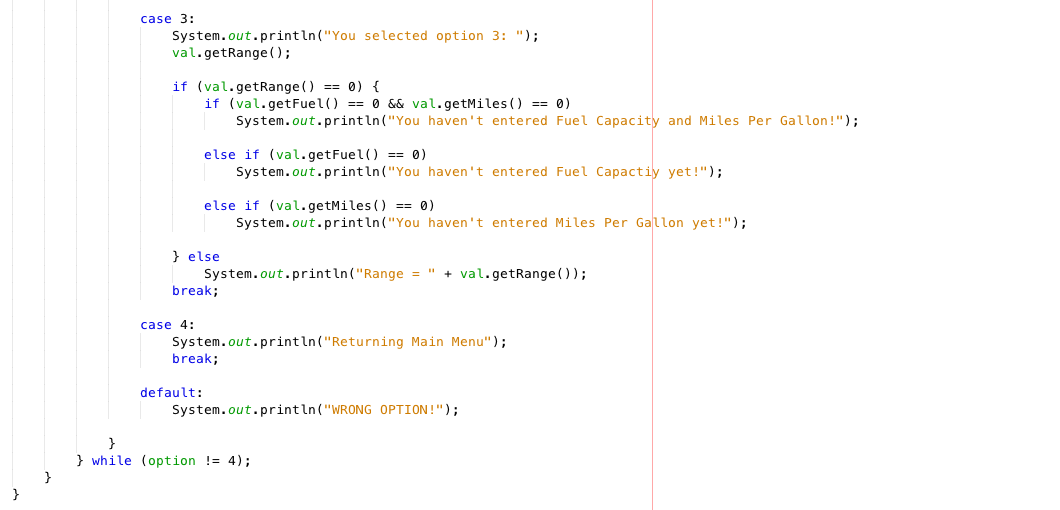 case 3:
System.out.println("You selected option 3: ");
val.getRange();
if (val.getRange() == 0) {
if (val.getFuel() == 0 && val.getMiles() == 0)
System.out.println("You haven't entered Fuel Capacity and Miles Per Gallon!");
else if (val.getFuel() == 0)
System.out.println("You haven't entered Fuel Capactiy yet!");
else if (val.getMiles() == 0)
System.out.println("You haven't entered Miles Per Gallon yet!");
} else
System.out.println("Range = " + val.getRange());
break;
case 4:
System.out.println("Returning Main Menu");
break;
default:
System.out.println("WRONG OPTION!");
}
} while (option != 4);
}
}